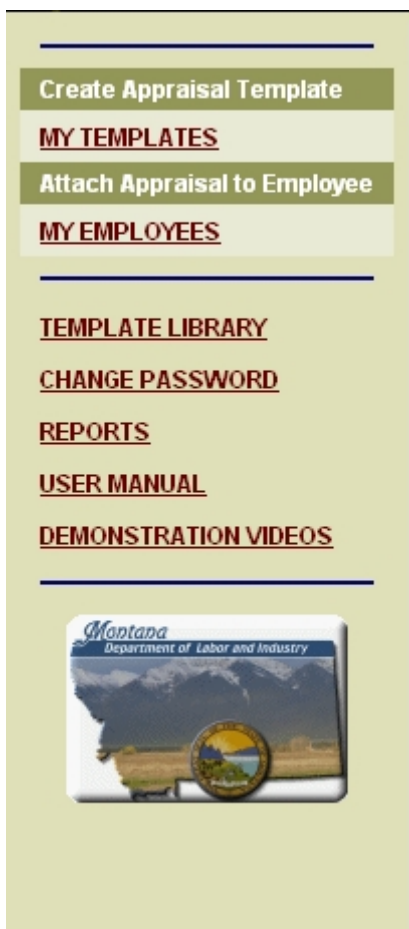 Create Appraisal Template
MY TEMPLATES
Attach Appraisal to Employee
MY EMPLOYEES
TEMPLATE LIBRARY
CHANGE PASSWORD
REPORTS
USER MANUAL
DEMONSTRATION VIDEOS
Montana
Department of Labor and Industry